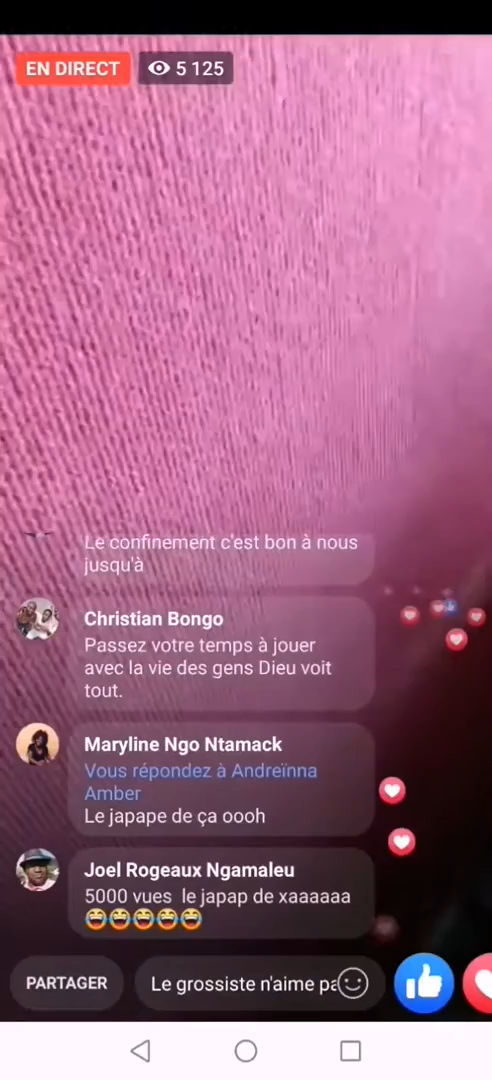 EN DIRECT 5 125
Le confinement c'est bon à nous
jusqu'à
Christian Bongo
Passez votre temps à jouer
avec la vie des gens Dieu voit
tout.
Maryline Ngo Ntamack
Vous répondez à Andreïnna
Amber
Le japape de ça oooh
Joel Rogeaux Ngamaleu
5000 vues le japap de xaaaaaa
😂😂😂😂😂
PARTAGER Le grossiste n'aime pa